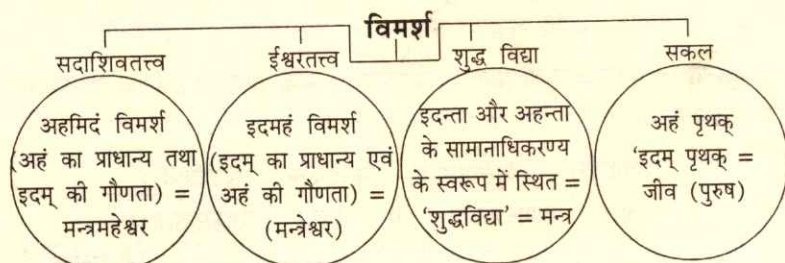 विमर्श
सदाशिवतत्त्व
ईश्वरतत्त्व
शुद्ध विद्या
सकल
अहमिदं विमर्श
(अहं का प्राधान्य तथा
इदम् की गौणता) =
मन्त्रमहेश्वर
इदमहं विमर्श
(इदम् का प्राधान्य एवं
अहं की गौणता) =
(मन्त्रेश्वर)
इदन्ता और अहन्ता
के सामानाधिकरण्य
के स्वरूप में स्थित =
'शुद्धविद्या' = मन्त्र
अहं पृथक्
'इदम् पृथक् =
जीव (पुरुष)